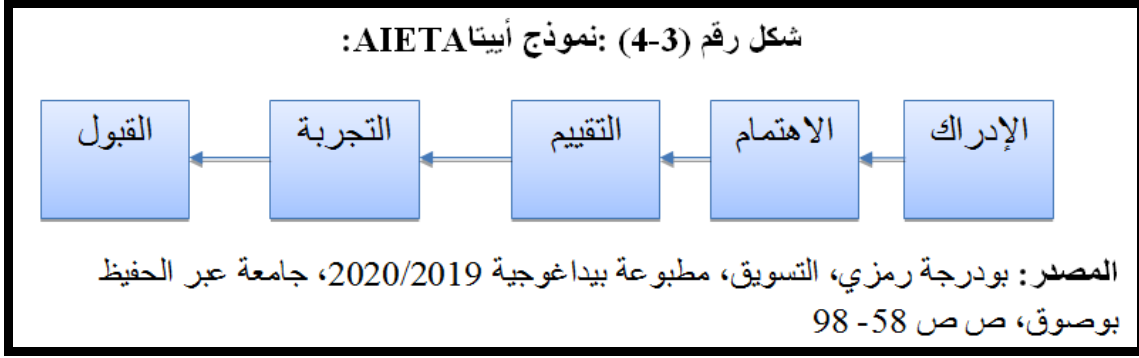 شكل رقم (3-4) :نموذج أييتاAIETA:
الإدراك
الاهتمام
التقييم
التجربة
القبول
المصدر: بودرجة رمزي، التسويق، مطبوعة بيداغوجية 2020/2019، جامعة عبر الحفيظ
بوصوق، ص ص 58- 98